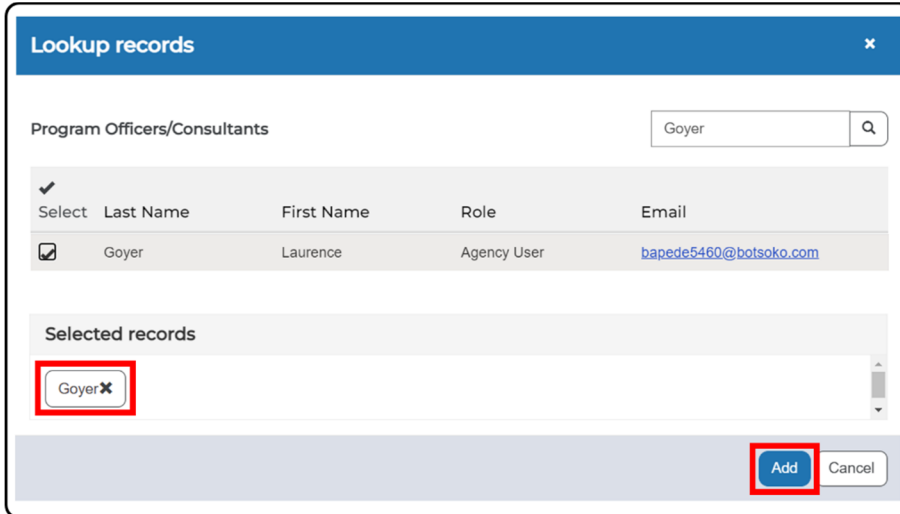 Lookup records
Program Officers/Consultants
Goyer
Select Last Name First Name Role Email
Goyer Laurence Agency User bapede5460@botsoko.com
Selected records
Goyer
Add Cancel